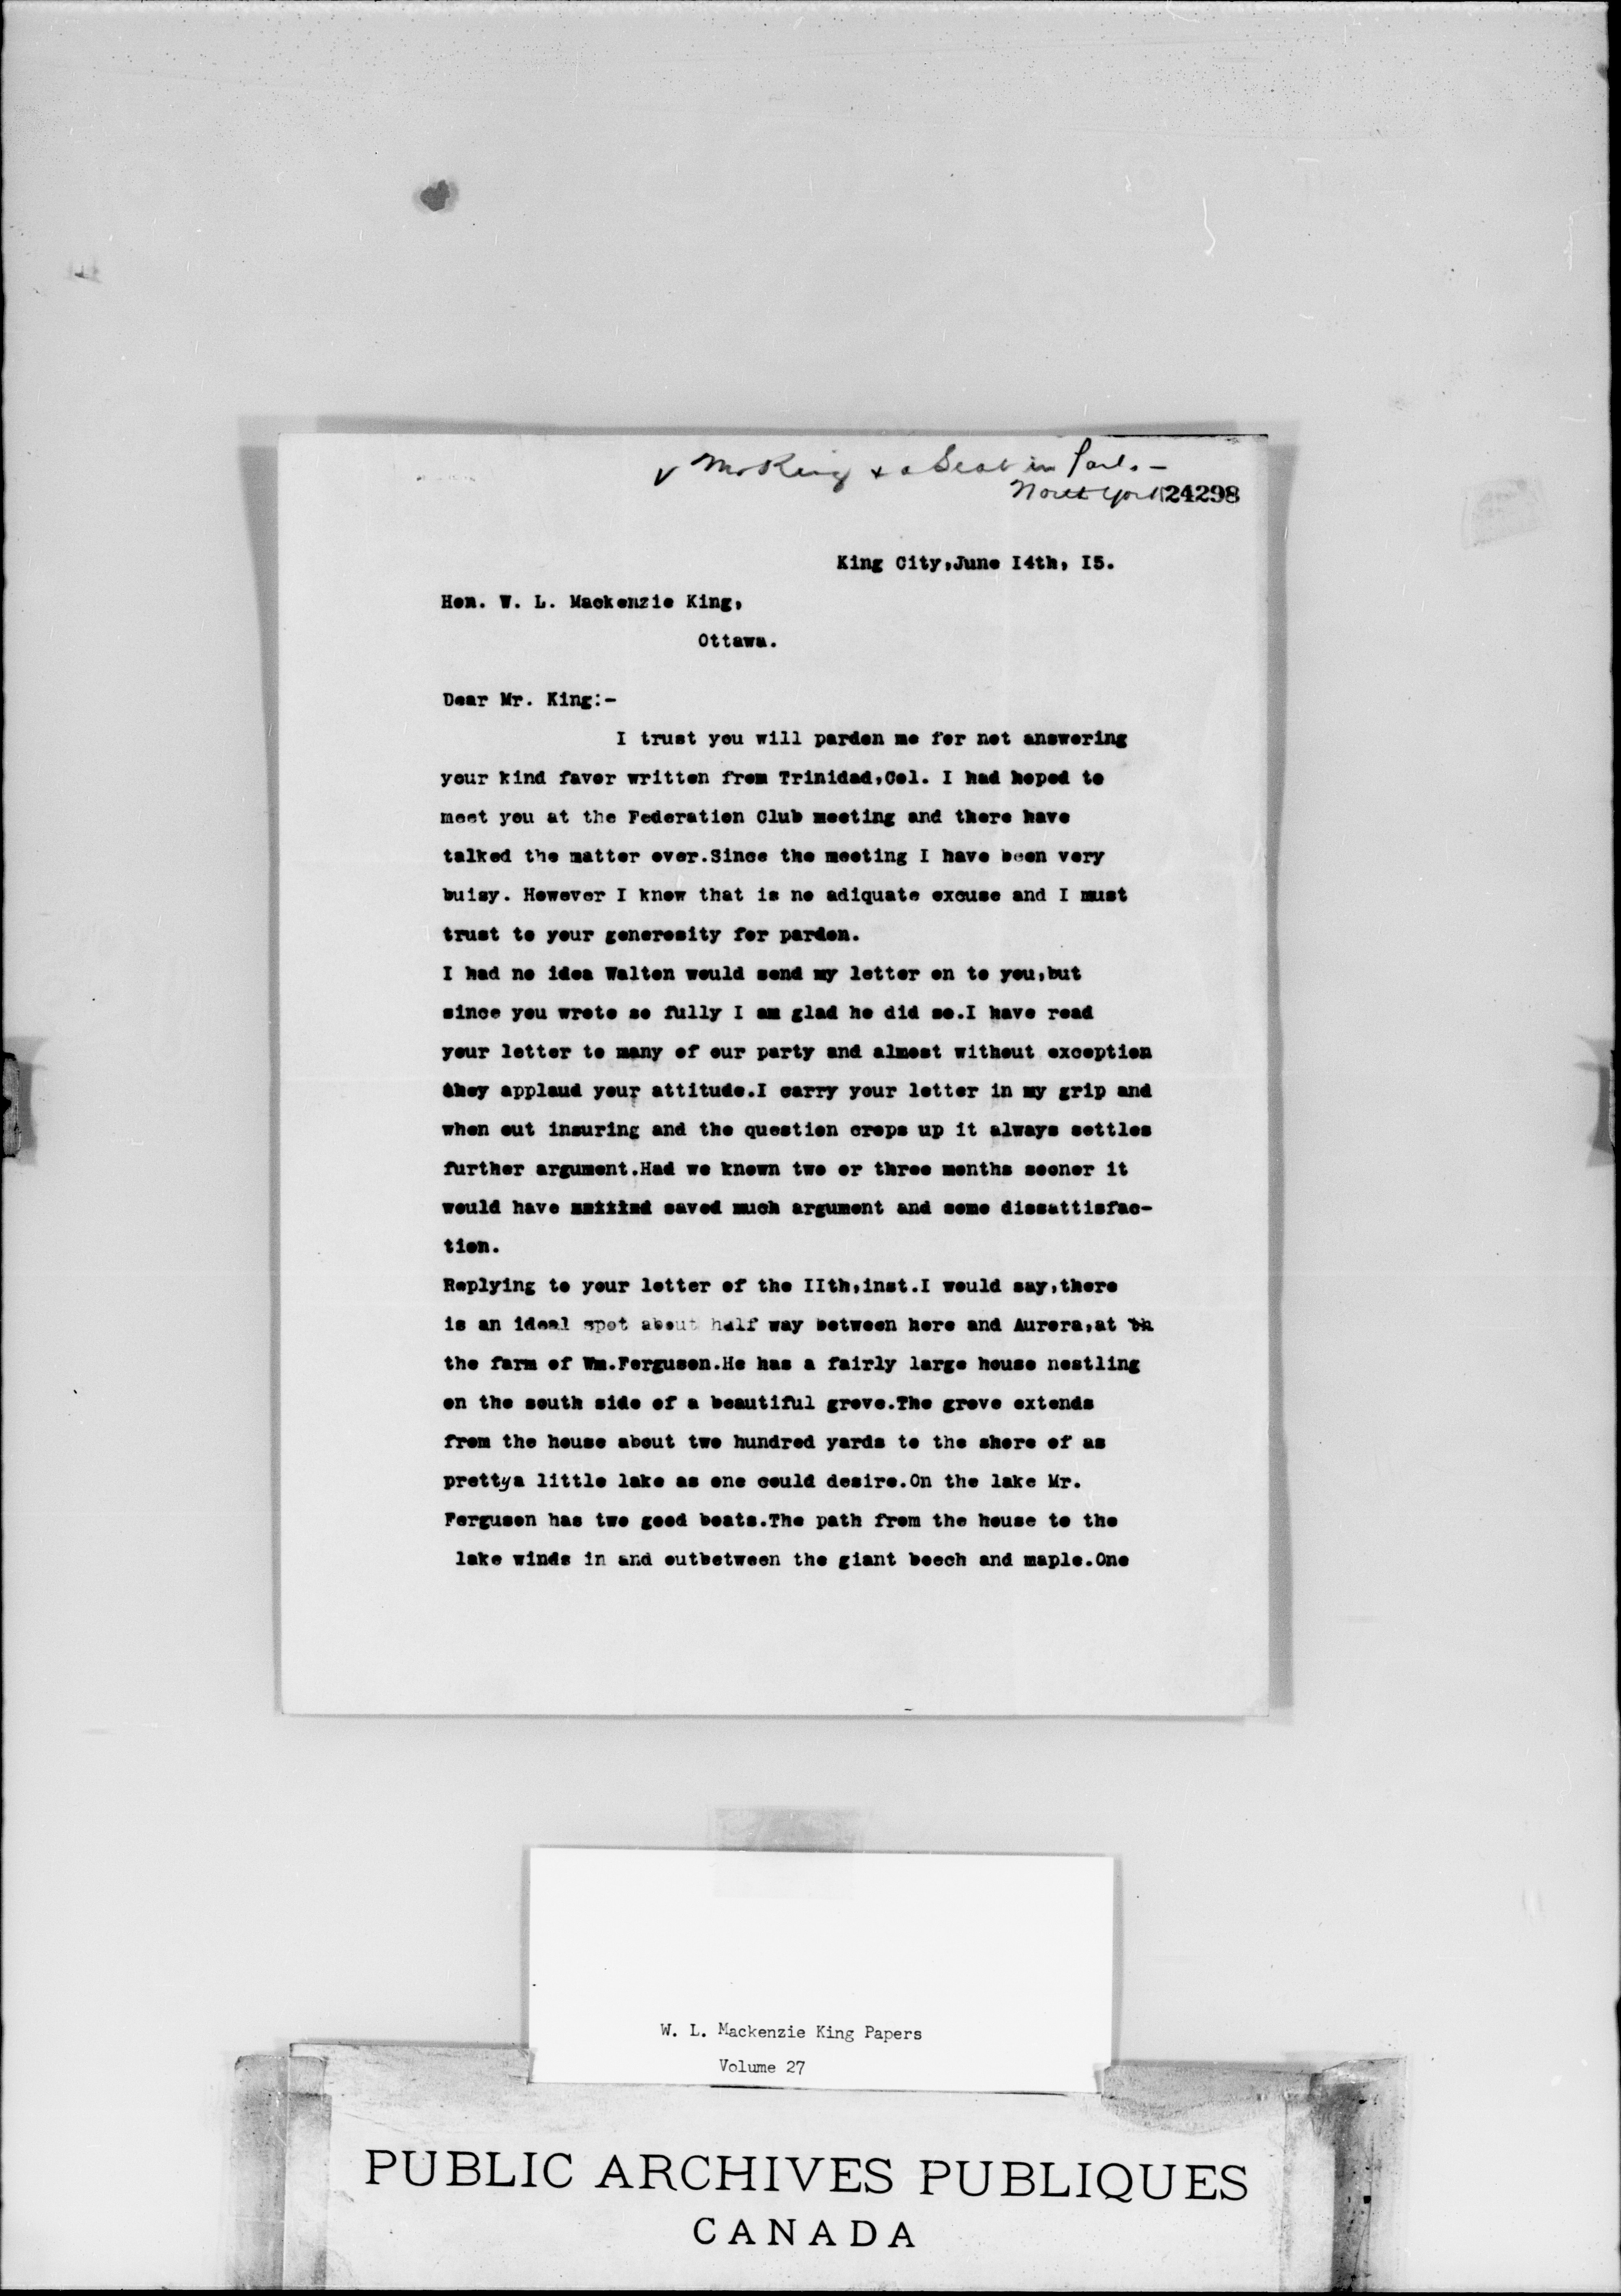 ✓ Mr King & a Seat in Parl. –
North York 24298
King City,June I4th, I5.
Hon. W. L. Mackenzie King,
Ottawa.
Dear Mr. King:-
I trust you will pardon me for not answering
your kind favor written from Trinidad,Col. I had hoped to
meet you at the Federation Club meeting and there have
talked the matter over.Since the meeting I have been very
buisy. However I know that is no adiquate excuse and I must
trust to your generosity for pardon.
I had no idea Walton would send my letter on to you,but
since you wrote so fully I am glad he did so.I have read
your letter to many of our party and almost without exception
they applaud your attitude.I carry your letter in my grip and
when out insuring and the question crops up it always settles
further argument.Had we known two or three months sooner it
would have saved much argument and some dissattisfac-
tion.
Replying to your letter of the IIth,inst.I would say,there
is an ideal spot about half way between here and Aurora,at th
the farm of Wm.Ferguson.He has a fairly large house nestling
on the south side of a beautiful grove.The grove extends
from the house about two hundred yards to the shore of as
prettya little lake as one could desire.On the lake Mr.
Ferguson has two good boats.The path from the house to the
lake winds in and outbetween the giant beech and maple.One
W. L. Mackenzie King Papers
Volume 27
PUBLIC ARCHIVES PUBLIQUES
CANADA